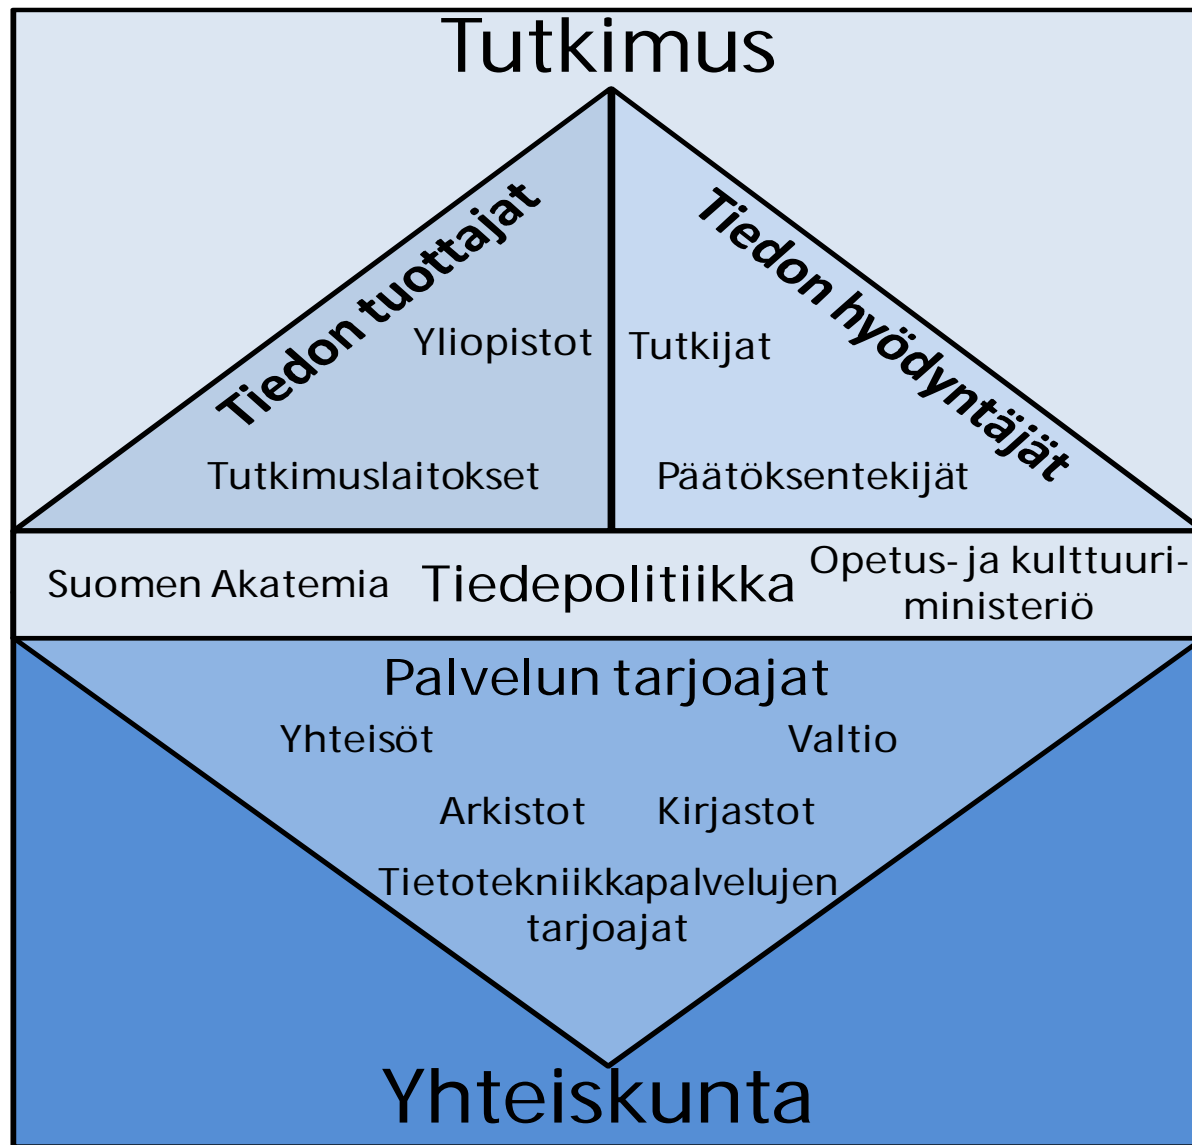 Tutkimus
Tiedon tuottajat
Tiedon hyödyntäjät
Yliopistot
Tutkijat
Tutkimuslaitokset
Päätöksentekijät
Suomen Akatemia
Tiedepolitiikka
Opetus- ja kulttuuri-
ministeriö
Palvelun tarjoajat
Yhteisöt
Valtio
Arkistot
Kirjastot
Tietotekniikkapalvelujen
tarjoajat
Yhteiskunta